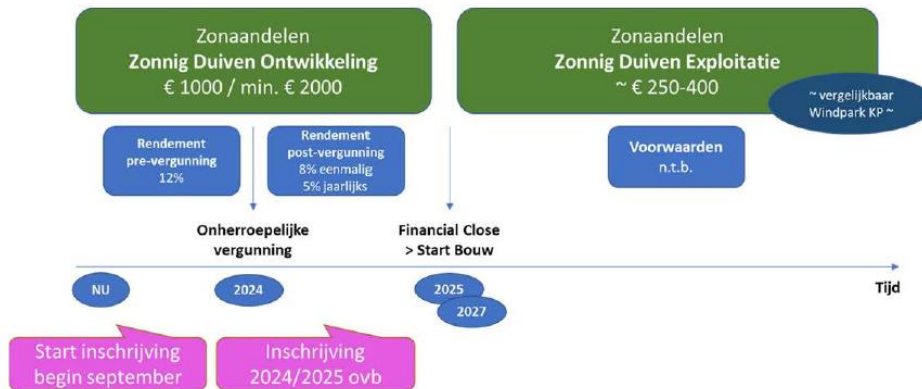 Zonaandelen
Zonnig Duiven Ontwikkeling
€ 1000 / min. € 2000
Zonaandelen
Zonnig Duiven Exploitatie
~ € 250-400
~ vergelijkbaar
Windpark KP ~
Rendement
pre-vergunning
12%
Rendement
post-vergunning
8% eenmalig
5% jaarlijks
Voorwaarden
n.t.b.
Onherroepelijke
vergunning
Financial Close
> Start Bouw
NU
2024
2025
2027
Tijd
Start inschrijving
begin september
Inschrijving
2024/2025 ovb